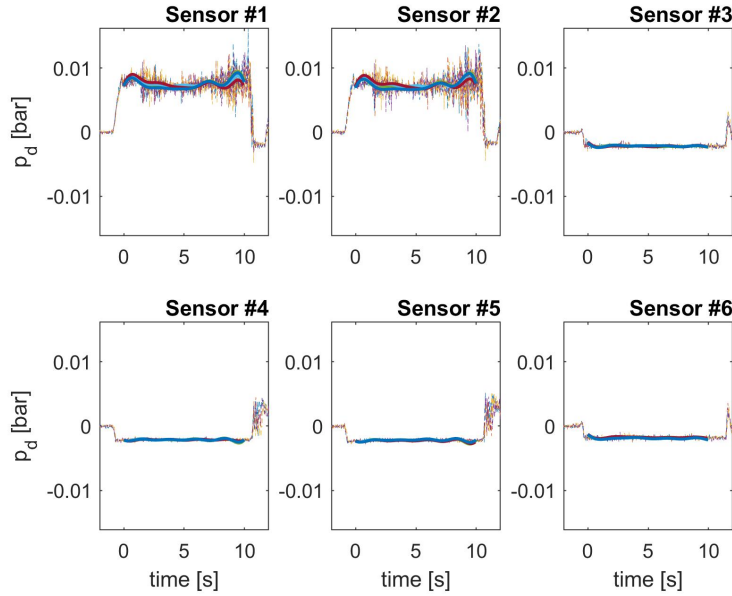 Sensor #1
Sensor #2
Sensor #3
p_d [bar]
0.01
0
-0.01
0.01
0
-0.01
0.01
0
-0.01
0 5 10
0 5 10
0 5 10
Sensor #4
Sensor #5
Sensor #6
p_d [bar]
0.01
0
-0.01
0.01
0
-0.01
0.01
0
-0.01
0 5 10
0 5 10
0 5 10
time [s]
time [s]
time [s]